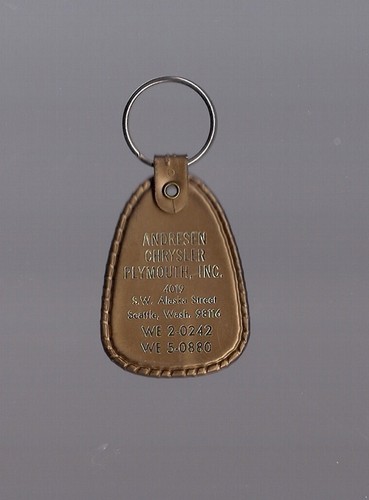 ANDRESEN
CHRYSLER
PLYMOUTH, INC.
4019
S.W. Alaska Street
Seattle, Wash. 98116
WE 2-0242
WE 5-0880